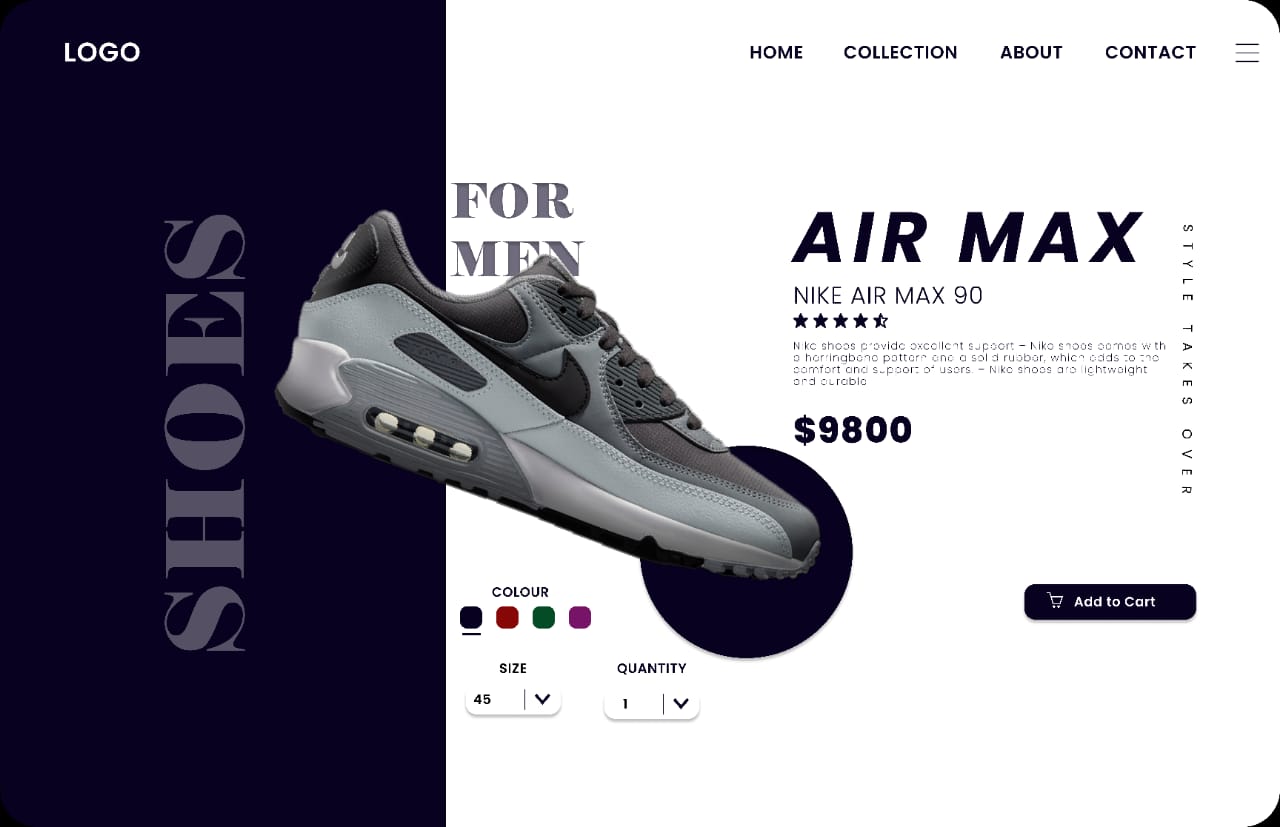 LOGO
HOME
COLLECTION
ABOUT
CONTACT
SHOES
FOR
MEN
AIR MAX
NIKE AIR MAX 90
Nike shoes provide excellent support – Nike shoes comes with
a herringbone pattern and a solid rubber, which adds to the
comfort and support of users. – Nike shoes are lightweight
and durable
$9800
STYLE TAKES OVER
COLOUR
Add to Cart
SIZE
QUANTITY
45
1